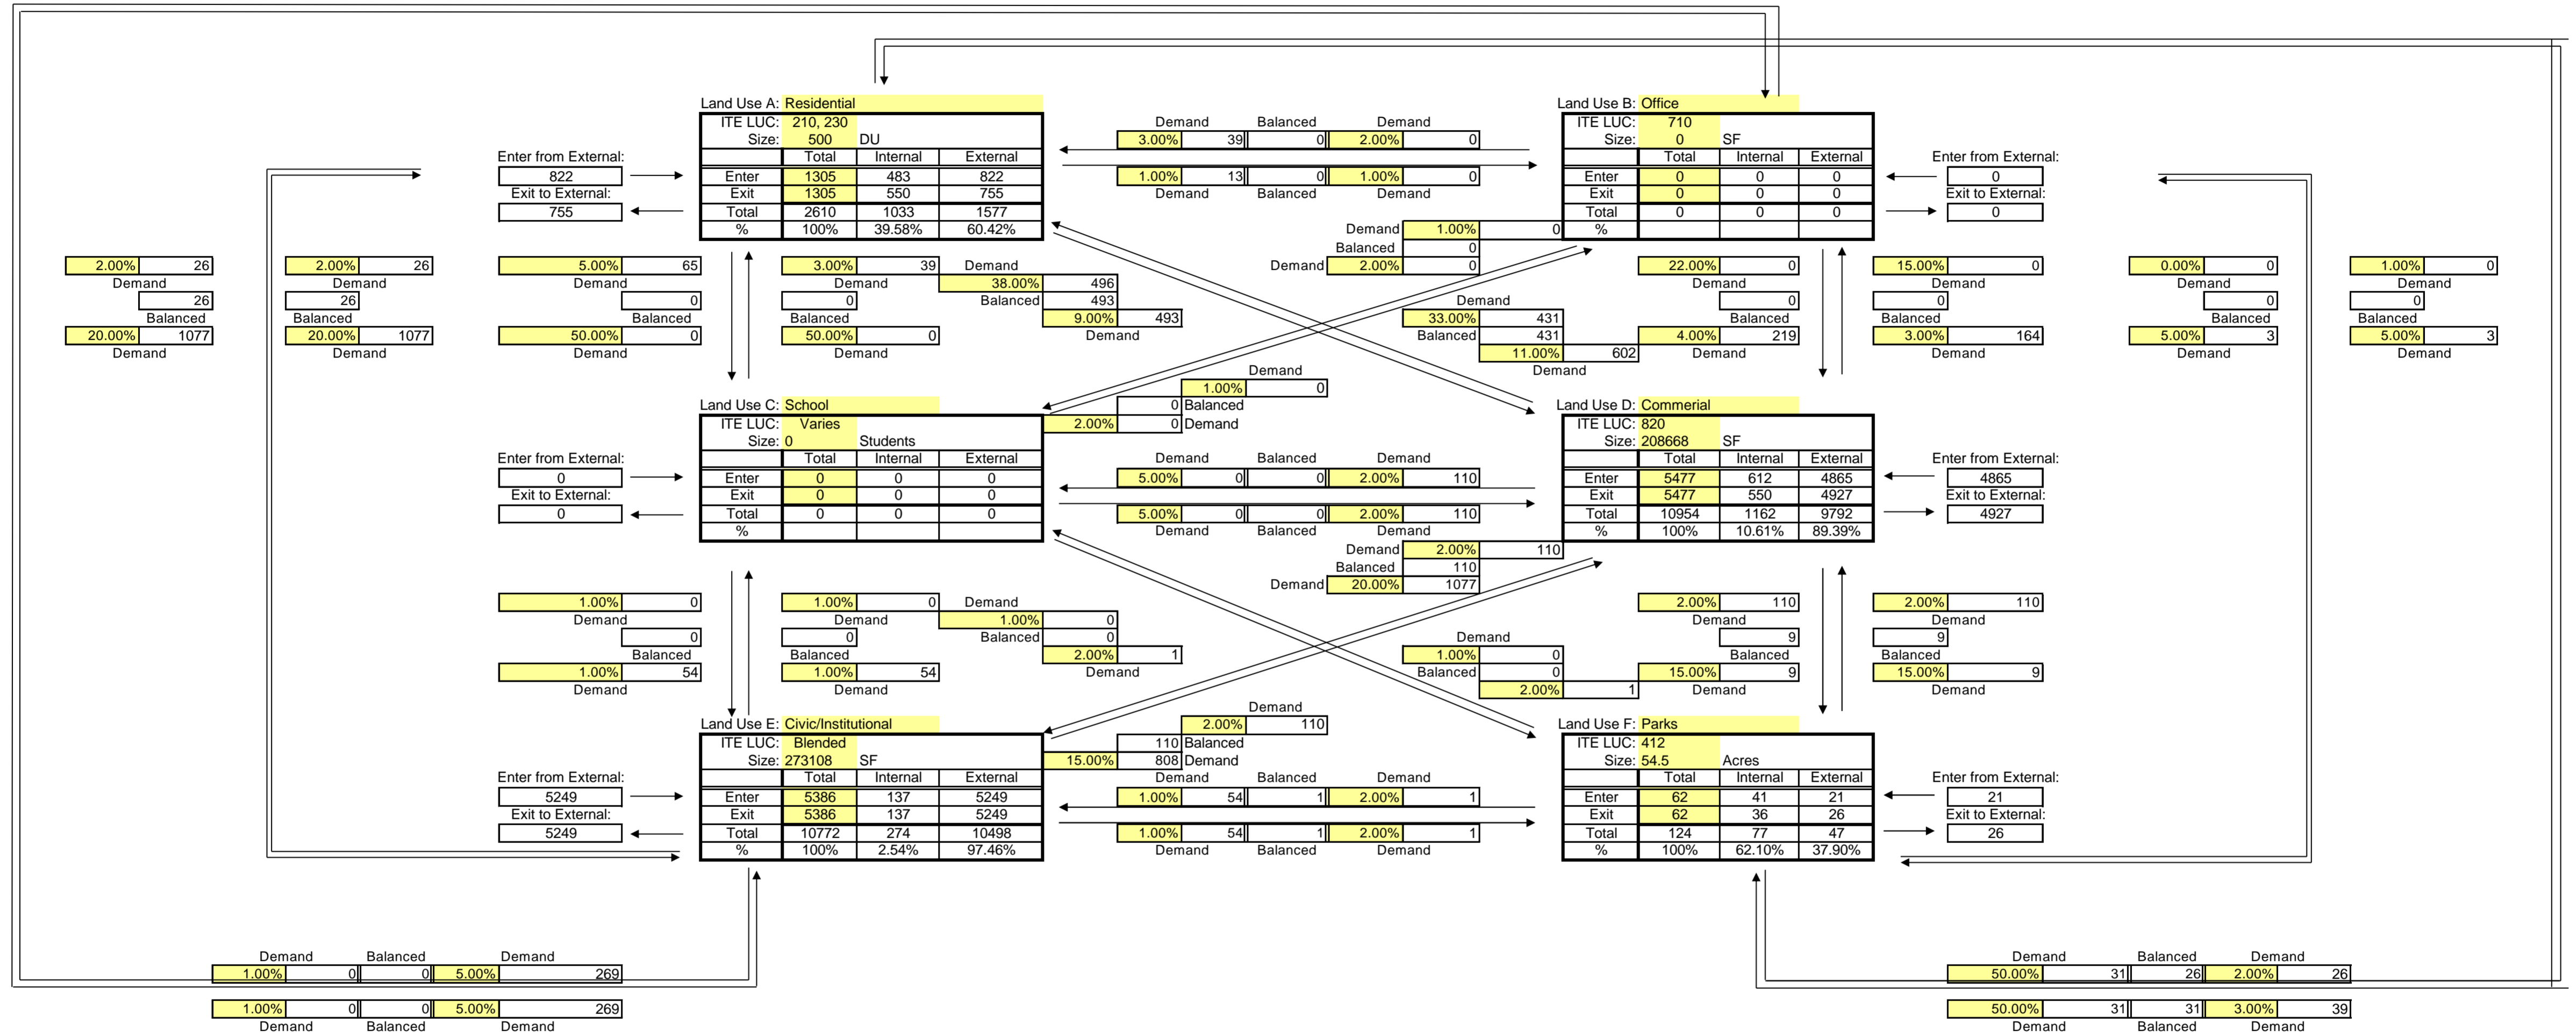 Land Use A: Residential
ITE LUC: 210, 230
Size: 500 DU
Total Internal External
Enter 1305 483 822
Exit 1305 550 755
Total 2610 1033 1577
% 100% 39.58% 60.42%
Enter from External:
822
Exit to External:
755
Demand Balanced Demand
3.00% 39 0 2.00% 0
1.00% 13 0 1.00% 0
Demand Balanced Demand
Land Use B: Office
ITE LUC: 710
Size: 0 SF
Total Internal External
Enter 0 0 0
Exit 0 0 0
Total 0 0 0
%
Enter from External:
0
Exit to External:
0
2.00% 26
Demand
26
Balanced
20.00% 1077
Demand
2.00% 26
Demand
26
Balanced
20.00% 1077
Demand
5.00% 65
Demand
0
Balanced
50.00% 0
Demand
3.00% 39
Demand
0
Balanced
50.00% 0
Demand
Demand
38.00% 496
Balanced 493
9.00% 493
Demand
Demand 1.00% 0
Balanced 0
Demand 2.00% 0
Demand
33.00% 431
Balanced 431
11.00% 602
Demand
22.00% 0
Demand
0
Balanced
4.00% 219
Demand
15.00% 0
Demand
0
Balanced
3.00% 164
Demand
0.00% 0
Demand
0
Balanced
5.00% 3
Demand
1.00% 0
Demand
0
Balanced
5.00% 3
Demand
Demand
1.00% 0
0 Balanced
2.00% 0 Demand
Land Use C: School
ITE LUC: Varies
Size: 0 Students
Total Internal External
Enter 0 0 0
Exit 0 0 0
Total 0 0 0
%
Enter from External:
0
Exit to External:
0
Demand Balanced Demand
5.00% 0 0 2.00% 110
5.00% 0 0 2.00% 110
Demand Balanced Demand
Land Use D: Commerial
ITE LUC: 820
Size: 208668 SF
Total Internal External
Enter 5477 612 4865
Exit 5477 550 4927
Total 10954 1162 9792
% 100% 10.61% 89.39%
Enter from External:
4865
Exit to External:
4927
Demand 2.00% 110
Balanced 110
Demand 20.00% 1077
1.00% 0
Demand
0
Balanced
1.00% 54
Demand
1.00% 0
Demand
0
Balanced
1.00% 54
Demand
Demand
1.00% 0
Balanced 0
2.00% 1
Demand
Demand
1.00% 0
Balanced 0
2.00% 1
2.00% 110
Demand
9
Balanced
15.00% 9
Demand
2.00% 110
Demand
9
Balanced
15.00% 9
Demand
Demand
2.00% 110
110 Balanced
15.00% 808 Demand
Land Use E: Civic/Institutional
ITE LUC: Blended
Size: 273108 SF
Total Internal External
Enter 5386 137 5249
Exit 5386 137 5249
Total 10772 274 10498
% 100% 2.54% 97.46%
Enter from External:
5249
Exit to External:
5249
Demand Balanced Demand
1.00% 54 1 2.00% 1
1.00% 54 1 2.00% 1
Demand Balanced Demand
Land Use F: Parks
ITE LUC: 412
Size: 54.5 Acres
Total Internal External
Enter 62 41 21
Exit 62 36 26
Total 124 77 47
% 100% 62.10% 37.90%
Enter from External:
21
Exit to External:
26
Demand Balanced Demand
1.00% 0 0 5.00% 269
1.00% 0 0 5.00% 269
Demand Balanced Demand
Demand Balanced Demand
50.00% 31 26 2.00% 26
50.00% 31 31 3.00% 39
Demand Balanced Demand